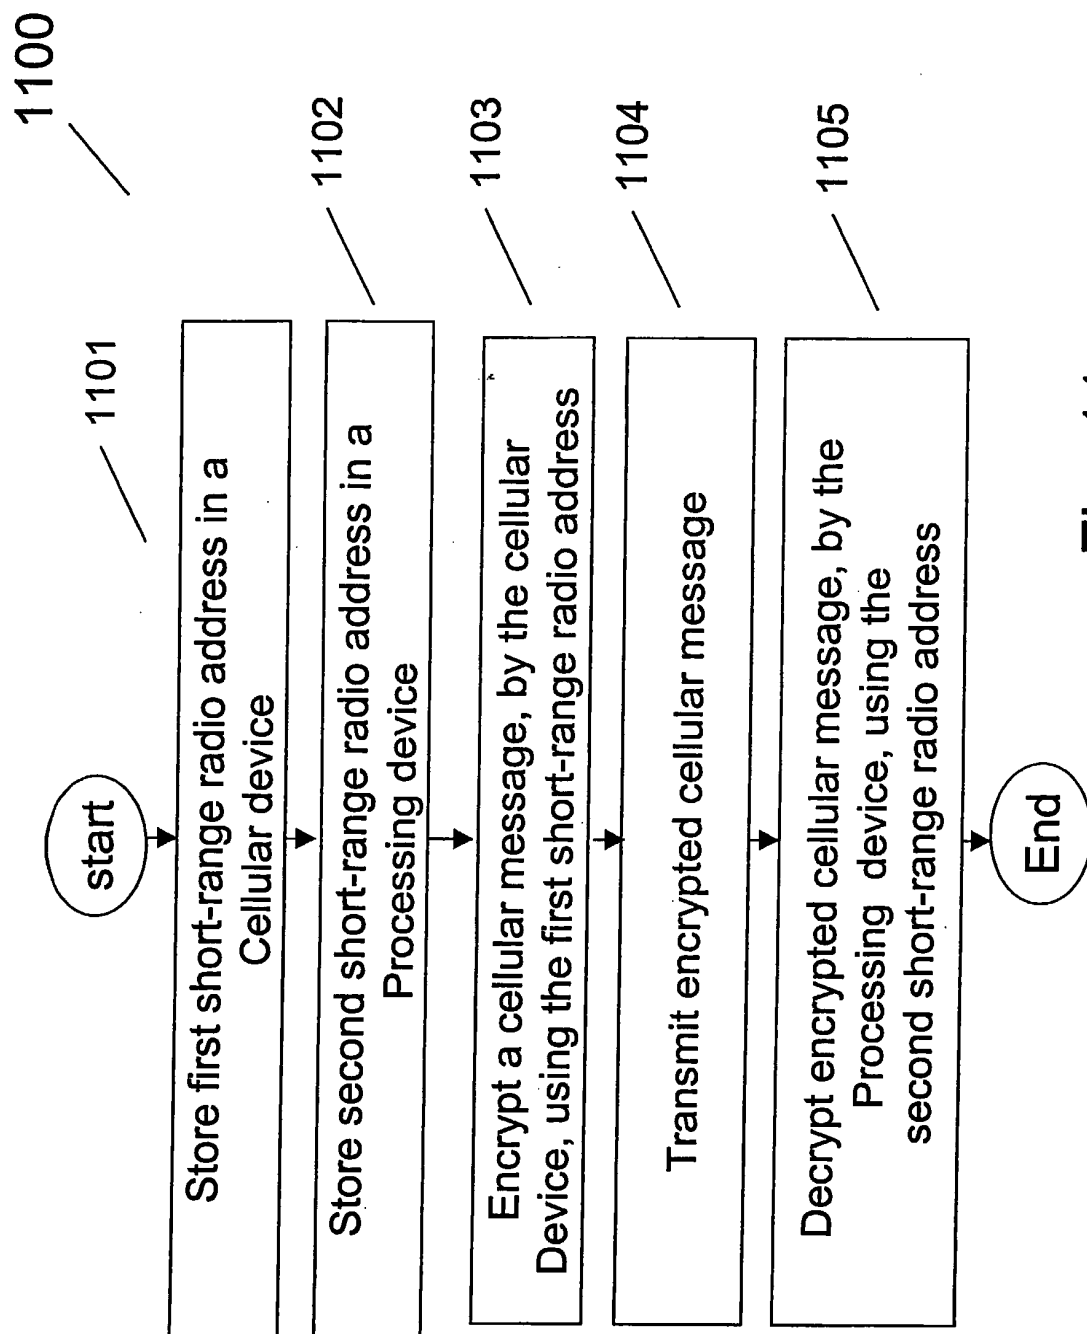 1100
start
1101
Store first short-range radio address in a
Cellular device
1102
Store second short-range radio address in a
Processing device
1103
Encrypt a cellular message, by the cellular
Device, using the first short-range radio address
1104
Transmit encrypted cellular message
1105
Decrypt encrypted cellular message, by the
Processing device, using the
second short-range radio address
End